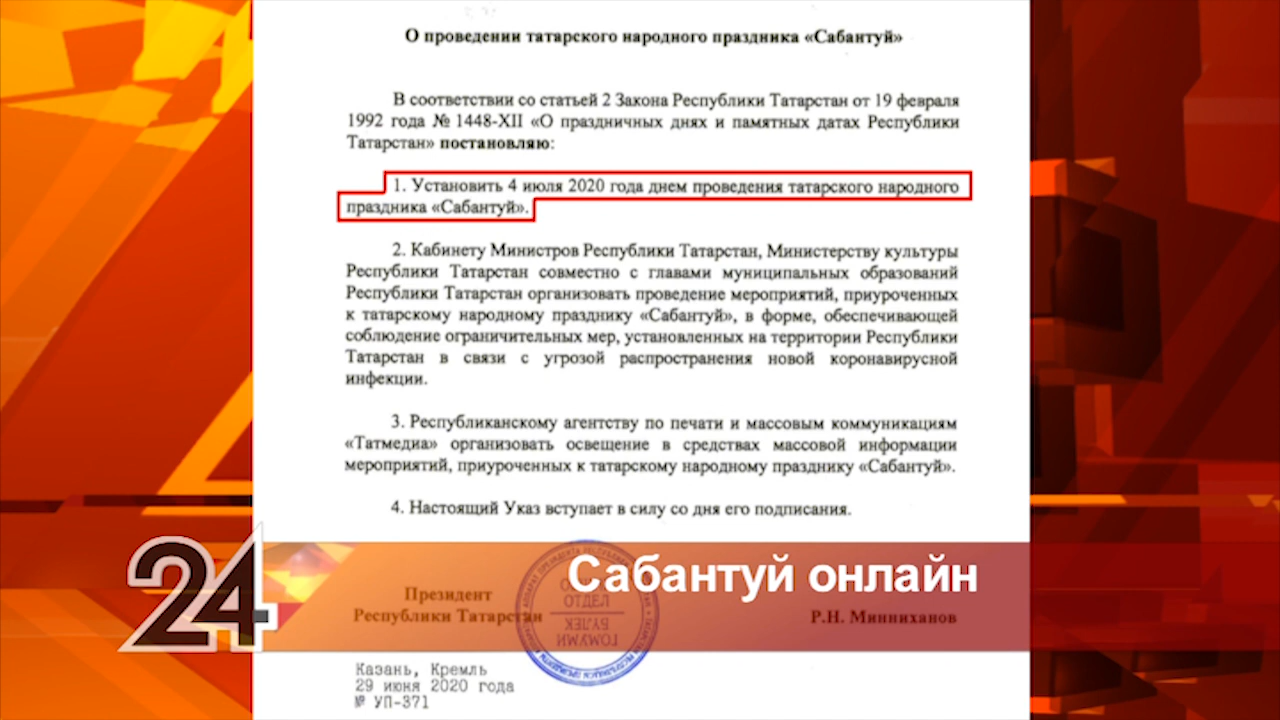 О проведении татарского народного праздника «Сабантуй»
В соответствии со статьей 2 Закона Республики Татарстан от 19 февраля
1992 года № 1448-XII «О праздничных днях и памятных датах Республики
Татарстан» постановляю:
1. Установить 4 июля 2020 года днем проведения татарского народного
праздника «Сабантуй».
2. Кабинету Министров Республики Татарстан, Министерству культуры
Республики Татарстан совместно с главами муниципальных образований
Республики Татарстан организовать проведение мероприятий, приуроченных
к татарскому народному празднику «Сабантуй», в форме, обеспечивающей
соблюдение ограничительных мер, установленных на территории Республики
Татарстан в связи с угрозой распространения новой коронавирусной
инфекции.
3. Республиканскому агентству по печати и массовым коммуникациям
«Татмедиа» организовать освещение в средствах массовой информации
мероприятий, приуроченных к татарскому народному празднику «Сабантуй».
4. Настоящий Указ вступает в силу со дня его подписания.
24
Сабантуй онлайн
Президент
Республики Татарстан
Р.Н. Минниханов
ОТДЕЛ
БҮЛЕК
ГОМУМИ
Казань, Кремль
29 июня 2020 года
№ УП-371